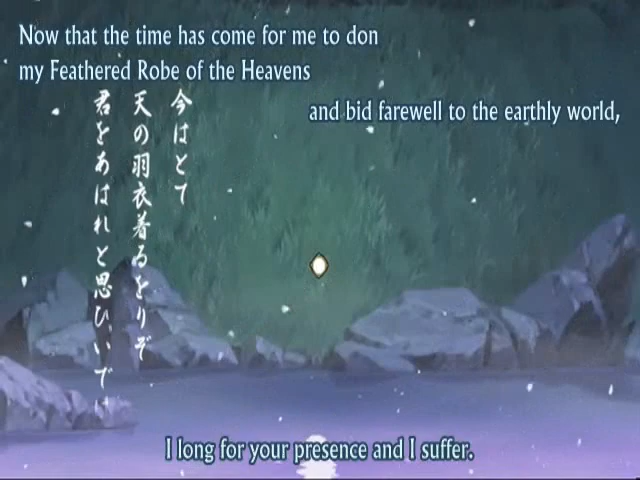 Now that the time has come for me to don
my Feathered Robe of the Heavens
and bid farewell to the earthly world,
今はとて
天の羽衣着るをりぞ
君をあはれと思ひいで
I long for your presence and I suffer.